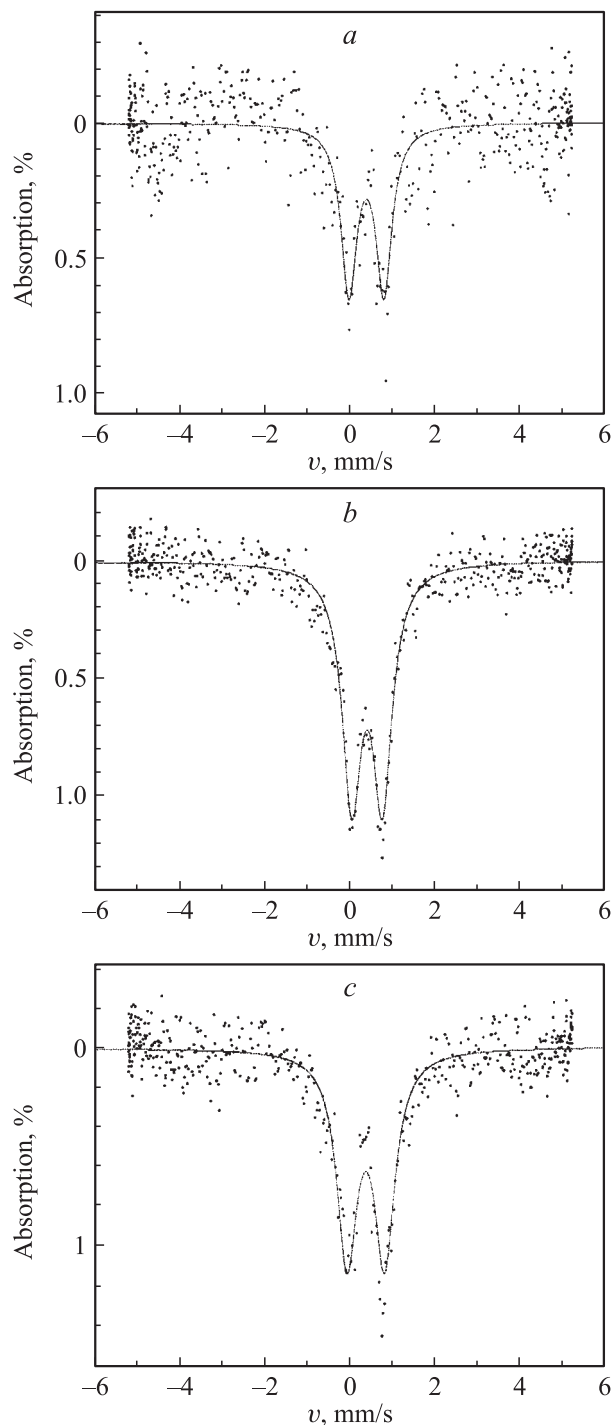 a
0
0.5
1.0
Absorption, %
–6 –4 –2 0 2 4 6
v, mm/s
b
0
0.5
1.0
Absorption, %
–6 –4 –2 0 2 4 6
v, mm/s
c
0
1
Absorption, %
–6 –4 –2 0 2 4 6
v, mm/s